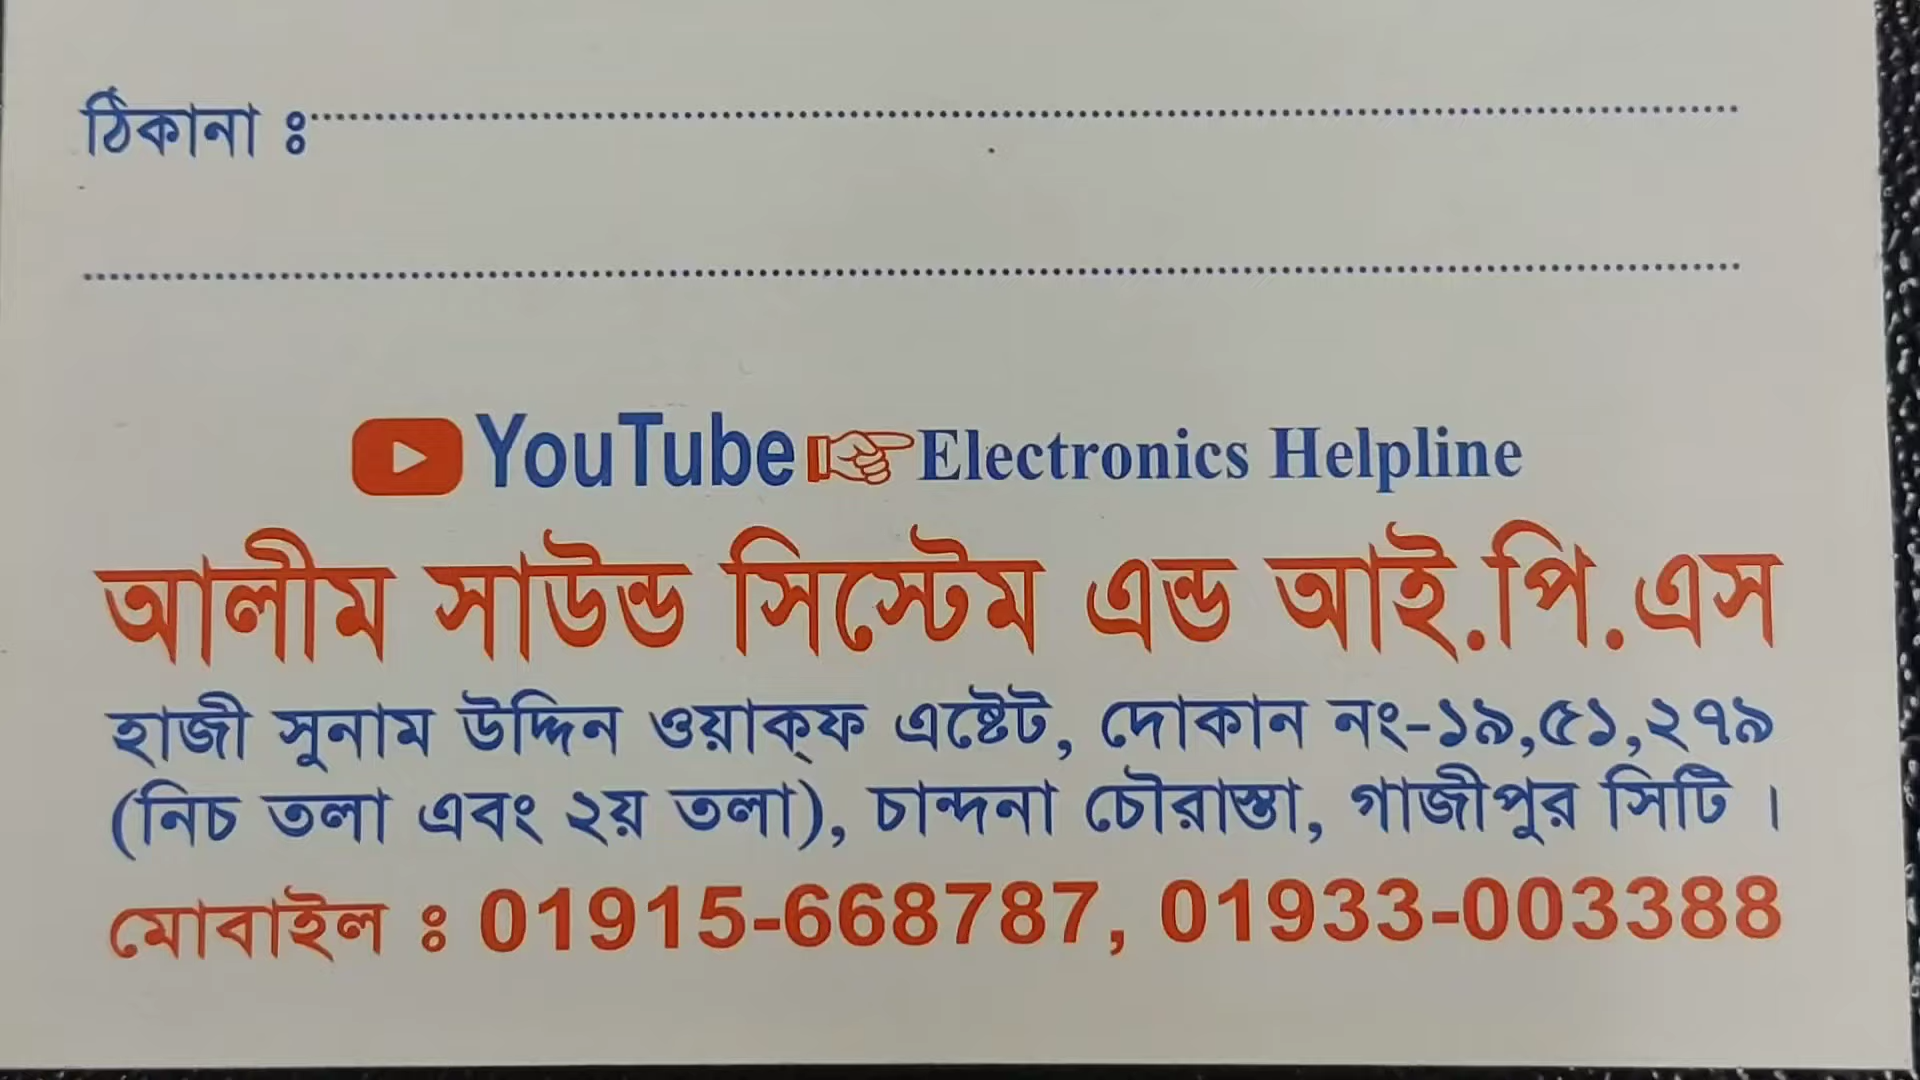 ঠিকানা ঃ
YouTube Electronics Helpline
আলীম সাউন্ড সিস্টেম এন্ড আই.পি.এস
হাজী সুনাম উদ্দিন ওয়াক্‌ফ এষ্টেট, দোকান নং-১৯,৫১,২৭৯
(নিচ তলা এবং ২য় তলা), চান্দনা চৌরাস্তা, গাজীপুর সিটি ।
মোবাইল ঃ 01915-668787, 01933-003388